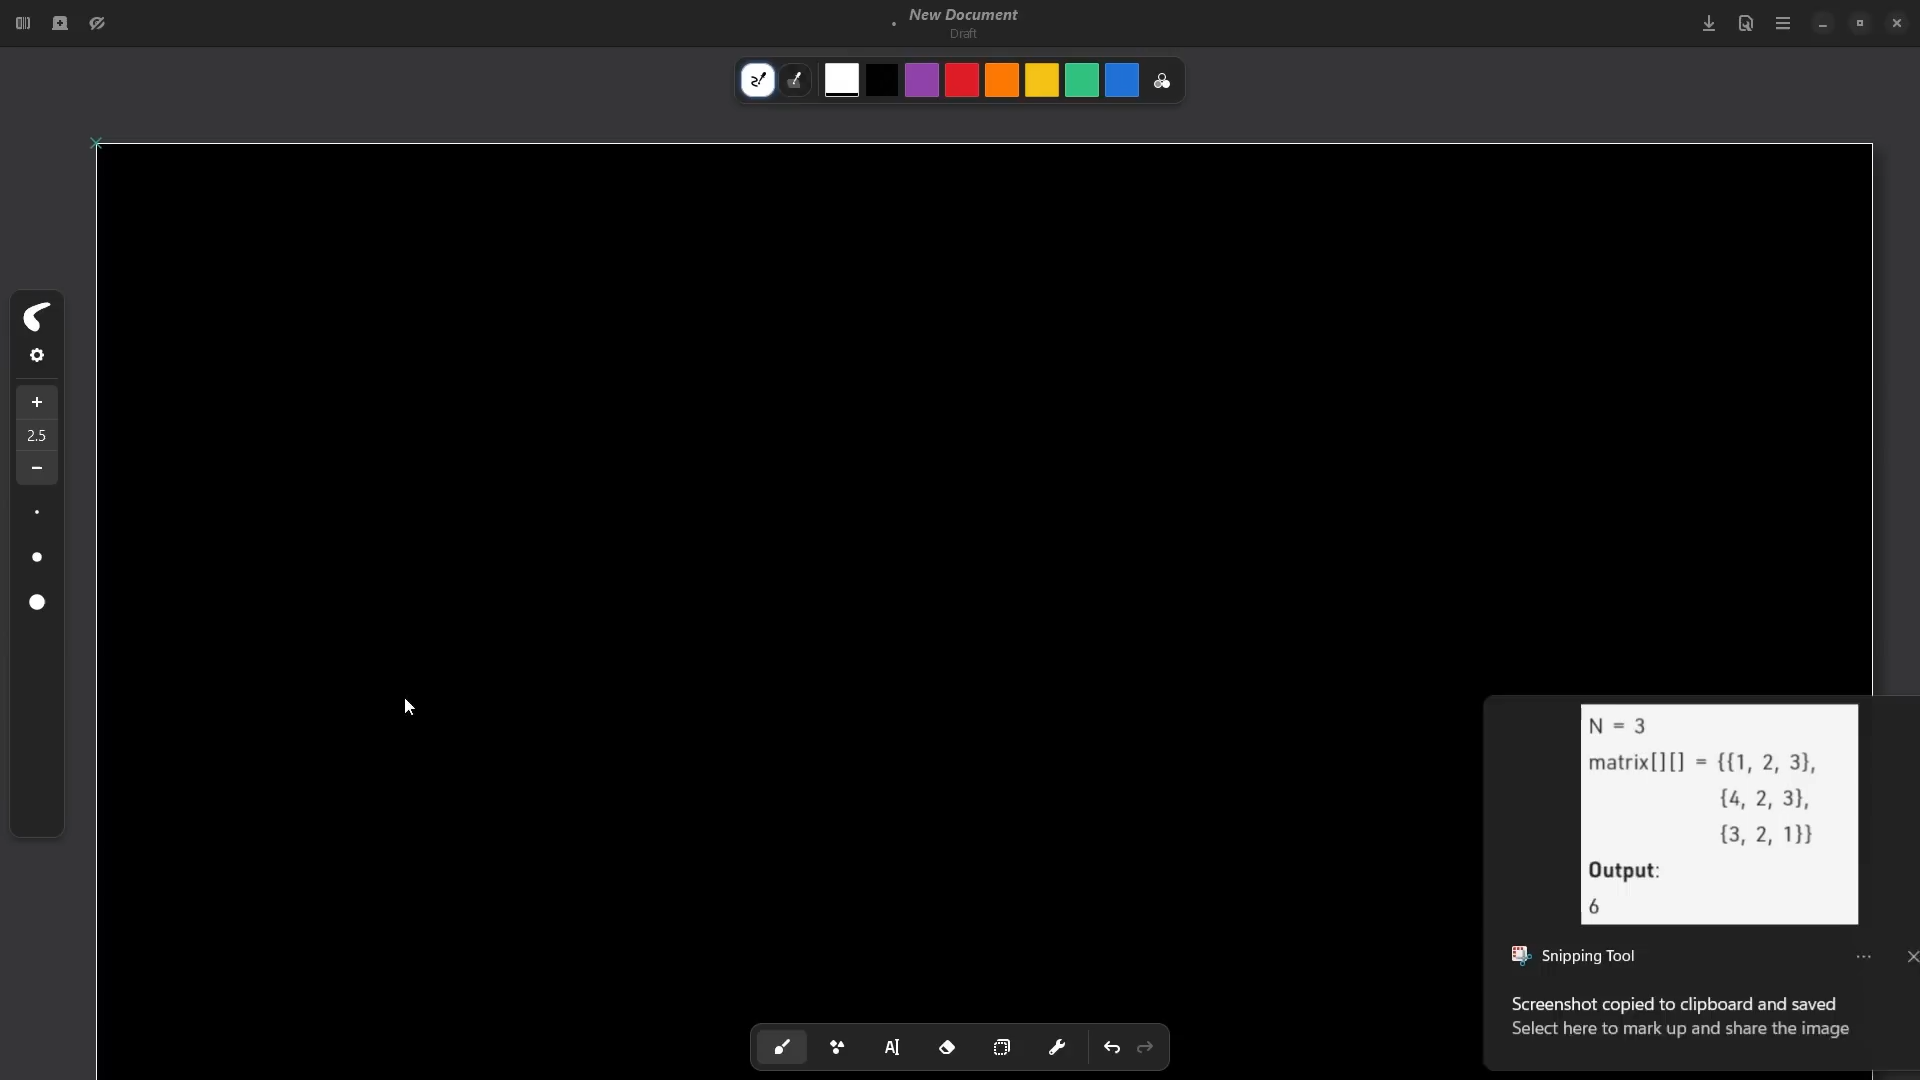 New Document
Draft
2.5
N = 3
matrix[][] = {{1, 2, 3},
{4, 2, 3},
{3, 2, 1}}
Output:
6
Snipping Tool
Screenshot copied to clipboard and saved
Select here to mark up and share the image